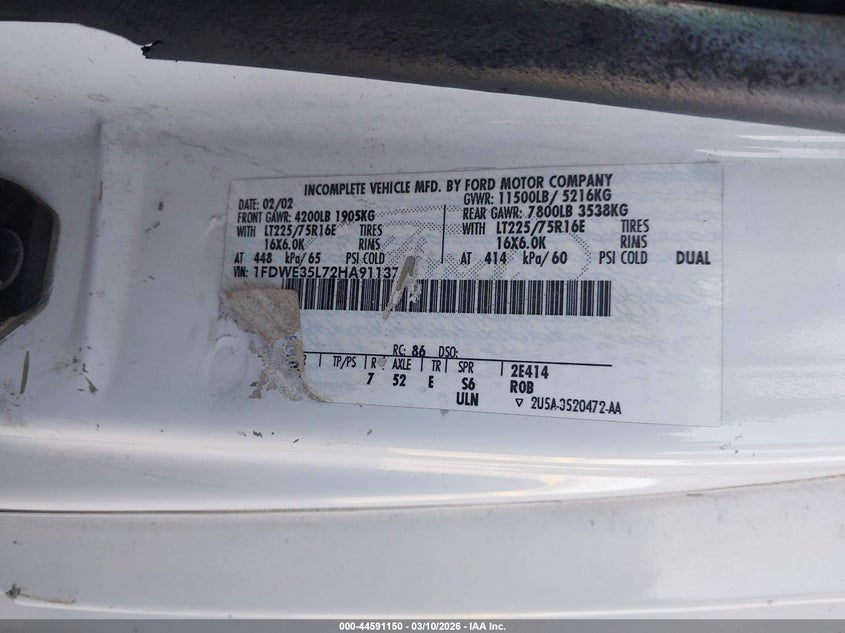 INCOMPLETE VEHICLE MFD. BY FORD MOTOR COMPANY
DATE: 02/02 GVWR: 11500LB/ 5216KG
FRONT GAWR: 4200LB 1905KG REAR GAWR: 7800LB 3538KG
WITH LT225/75R16E TIRES WITH LT225/75R16E TIRES
16X6.0K RIMS 16X6.0K RIMS
AT 448 kPa/65 PSI COLD AT 414 kPa/60 PSI COLD DUAL
VIN: 1FDWE35L72HA91137
RC: 86 DSO:
TP/PS R AXLE TR SPR 2E414
7 52 E S6 ROB
ULN ▽ 2U5A-3520472-AA
000-44591150 — 03/10/2026 — IAA Inc.